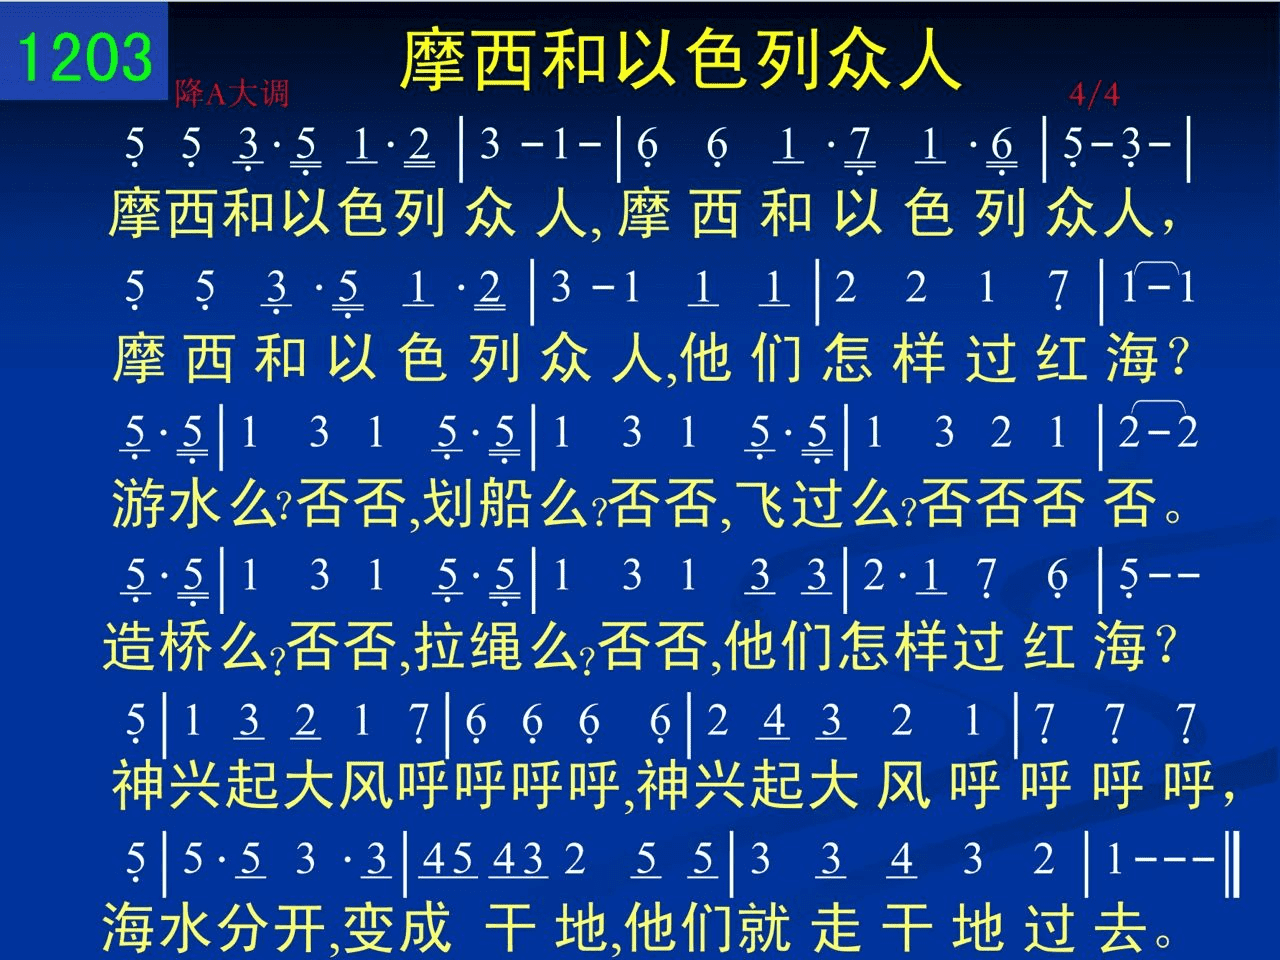 1203
摩西和以色列众人
降A大调 4/4
5 5 3·5 1·2 | 3 -1- | 6 6 1·7 1·6 | 5-3- |
摩西和以色列众人,摩西和以色列众人，
5 5 3·5 1·2 | 3 -1 1 1 | 2 2 1 7 | 1-1
摩西和以色列众人,他们怎样过红海？
5·5 | 1 3 1 5·5 | 1 3 1 5·5 | 1 3 2 1 | 2-2
游水么?否否,划船么?否否,飞过么?否否否否。
5·5 | 1 3 1 5·5 | 1 3 1 3 3 | 2·1 7 6 | 5--
造桥么?否否,拉绳么?否否,他们怎样过红海？
5 | 1 3 2 1 7 | 6 6 6 6 | 2 4 3 2 1 | 7 7 7
神兴起大风呼呼呼呼,神兴起大风呼呼呼呼，
5 | 5·5 3·3 | 45 43 2 5 5 | 3 3 4 3 2 | 1---‖
海水分开,变成干地,他们就走干地过去。